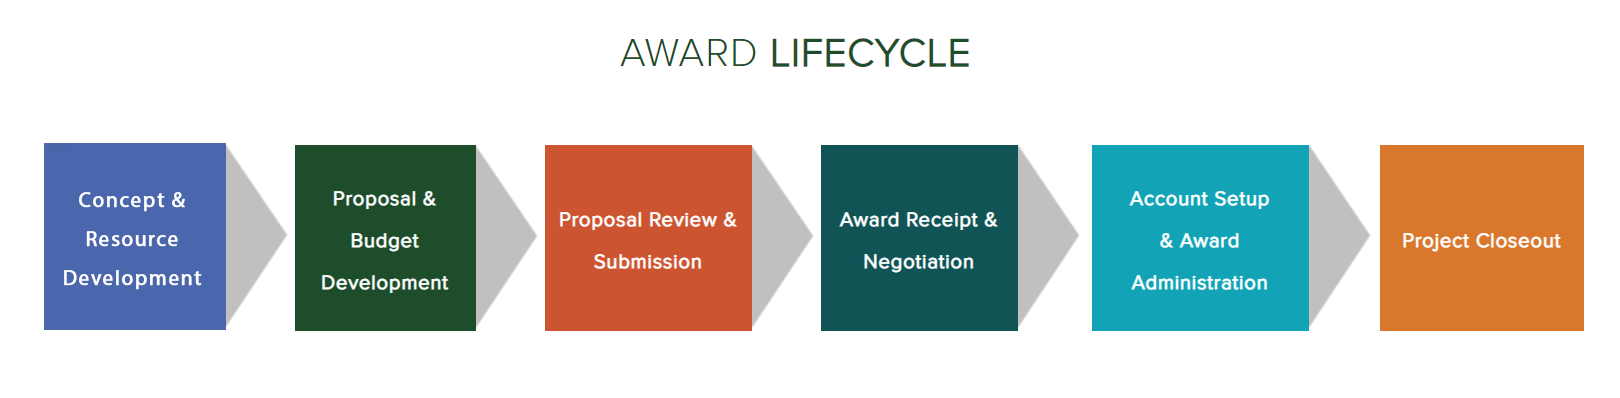 AWARD LIFECYCLE
Concept &
Resource
Development
Proposal &
Budget
Development
Proposal Review &
Submission
Award Receipt &
Negotiation
Account Setup
& Award
Administration
Project Closeout